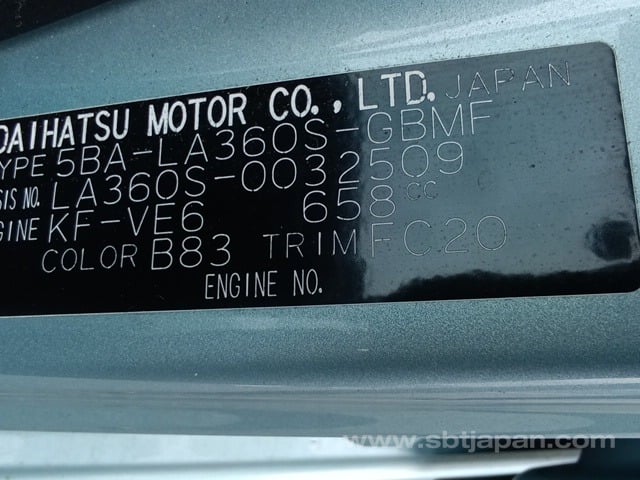 DAIHATSU MOTOR CO., LTD. JAPAN
YPE 5BA-LA360S-GBMF
SIS NO. LA360S-0032509
GINE KF-VE6 658 CC
COLOR B83 TRIM FC20
ENGINE NO.
www.sbtjapan.com